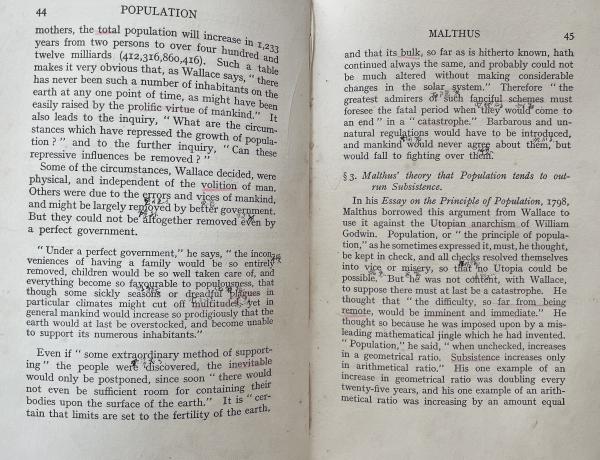 44 POPULATION
mothers, the total population will increase in 1,233
years from two persons to over four hundred and
twelve milliards (412,316,860,416). Such a table
makes it very obvious that, as Wallace says, “ there
has never been such a number of inhabitants on the
earth at any one point of time, as might have been
easily raised by the prolific virtue of mankind.” It
also leads to the inquiry, “ What are the circum-
stances which have repressed the growth of popula-
tion ? ” and to the further inquiry, “ Can these
repressive influences be removed ? ”
Some of the circumstances, Wallace decided, were
physical, and independent of the volition of man.
Others were due to the errors and vices of mankind,
and might be largely removed by better government.
But they could not be altogether removed even by
a perfect government.
“ Under a perfect government,” he says, “ the incon-
veniences of having a family would be so entirely
removed, children would be so well taken care of, and
everything become so favourable to populousness, that
though some sickly seasons or dreadful plagues in
particular climates might cut off multitudes, yet in
general mankind would increase so prodigiously that the
earth would at last be overstocked, and become unable
to support its numerous inhabitants.”
Even if “ some extraordinary method of support-
ing ” the people were discovered, the inevitable
would only be postponed, since soon “ there would
not even be sufficient room for containing their
bodies upon the surface of the earth.” It is “ cer-
tain that limits are set to the fertility of the earth,
MALTHUS 45
and that its bulk, so far as is hitherto known, hath
continued always the same, and probably could not
be much altered without making considerable
changes in the solar system.” Therefore “ the
greatest admirers of such fanciful schemes must
foresee the fatal period when they would come to
an end ” in a “ catastrophe.” Barbarous and un-
natural regulations would have to be introduced,
and mankind would never agree about them, but
would fall to fighting over them.
§ 3. Malthus’ theory that Population tends to out-
run Subsistence.
In his Essay on the Principle of Population, 1798,
Malthus borrowed this argument from Wallace to
use it against the Utopian anarchism of William
Godwin. Population, or “ the principle of popula-
tion,” as he sometimes expressed it, must, he thought,
be kept in check, and all checks resolved themselves
into vice or misery, so that no Utopia could be
possible. But he was not content, with Wallace,
to suppose there must at last be a catastrophe. He
thought that “ the difficulty, so far from being
remote, would be imminent and immediate.” He
thought so because he was imposed upon by a mis-
leading mathematical jingle which he had invented.
“ Population,” he said, “ when unchecked, increases
in a geometrical ratio. Subsistence increases only
in arithmetical ratio.” His one example of an
increase in geometrical ratio was doubling every
twenty-five years, and his one example of an arith-
metical ratio was increasing by an amount equal